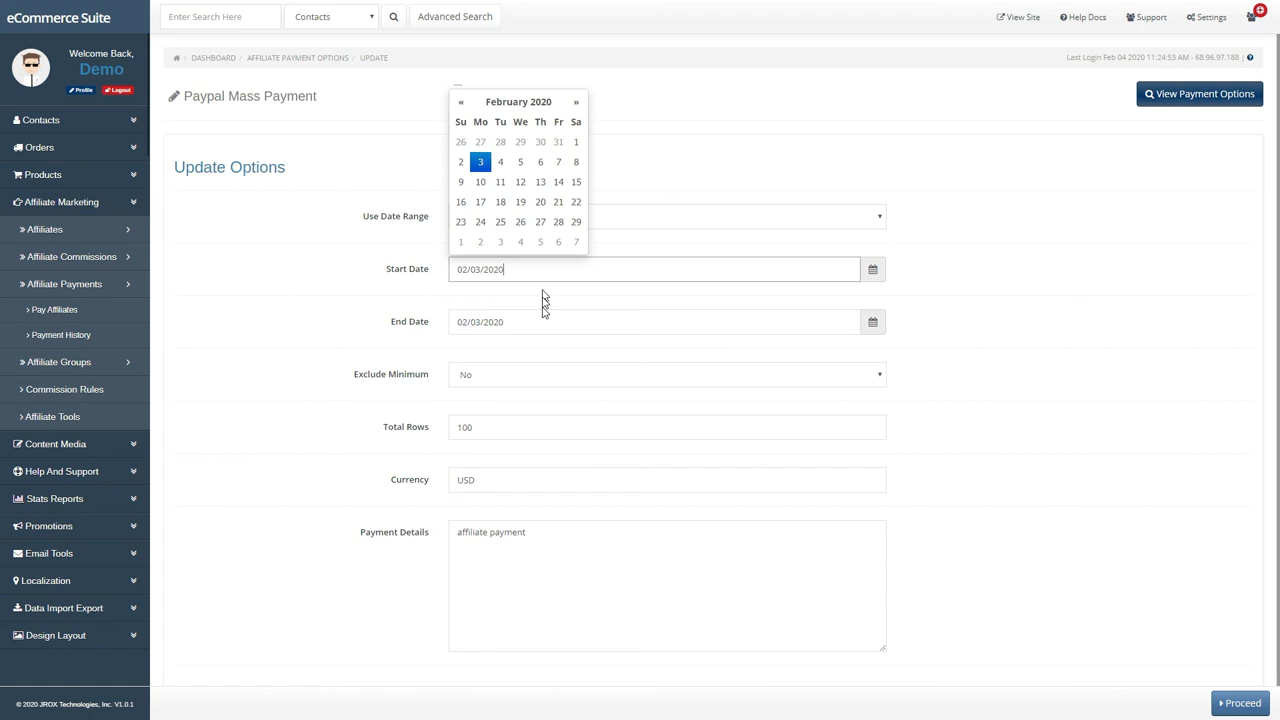 eCommerce Suite
Enter Search Here
Contacts
Advanced Search
View Site
Help Docs
Support
Settings
Welcome Back,
Demo
Profile
Logout
DASHBOARD / AFFILIATE PAYMENT OPTIONS / UPDATE
Last Login Feb 04 2020 11:24:53 AM - 68.96.97.188 |
Paypal Mass Payment
View Payment Options
Contacts
Orders
Products
Affiliate Marketing
Affiliates
Affiliate Commissions
Affiliate Payments
Pay Affiliates
Payment History
Affiliate Groups
Commission Rules
Affiliate Tools
Content Media
Help And Support
Stats Reports
Promotions
Email Tools
Localization
Data Import Export
Design Layout
© 2020 JROX Technologies, Inc. V1.0.1
« February 2020 »
Su Mo Tu We Th Fr Sa
26 27 28 29 30 31 1
2 3 4 5 6 7 8
9 10 11 12 13 14 15
16 17 18 19 20 21 22
23 24 25 26 27 28 29
1 2 3 4 5 6 7
Update Options
Use Date Range
Start Date 02/03/2020
End Date 02/03/2020
Exclude Minimum No
Total Rows 100
Currency USD
Payment Details affiliate payment
Proceed